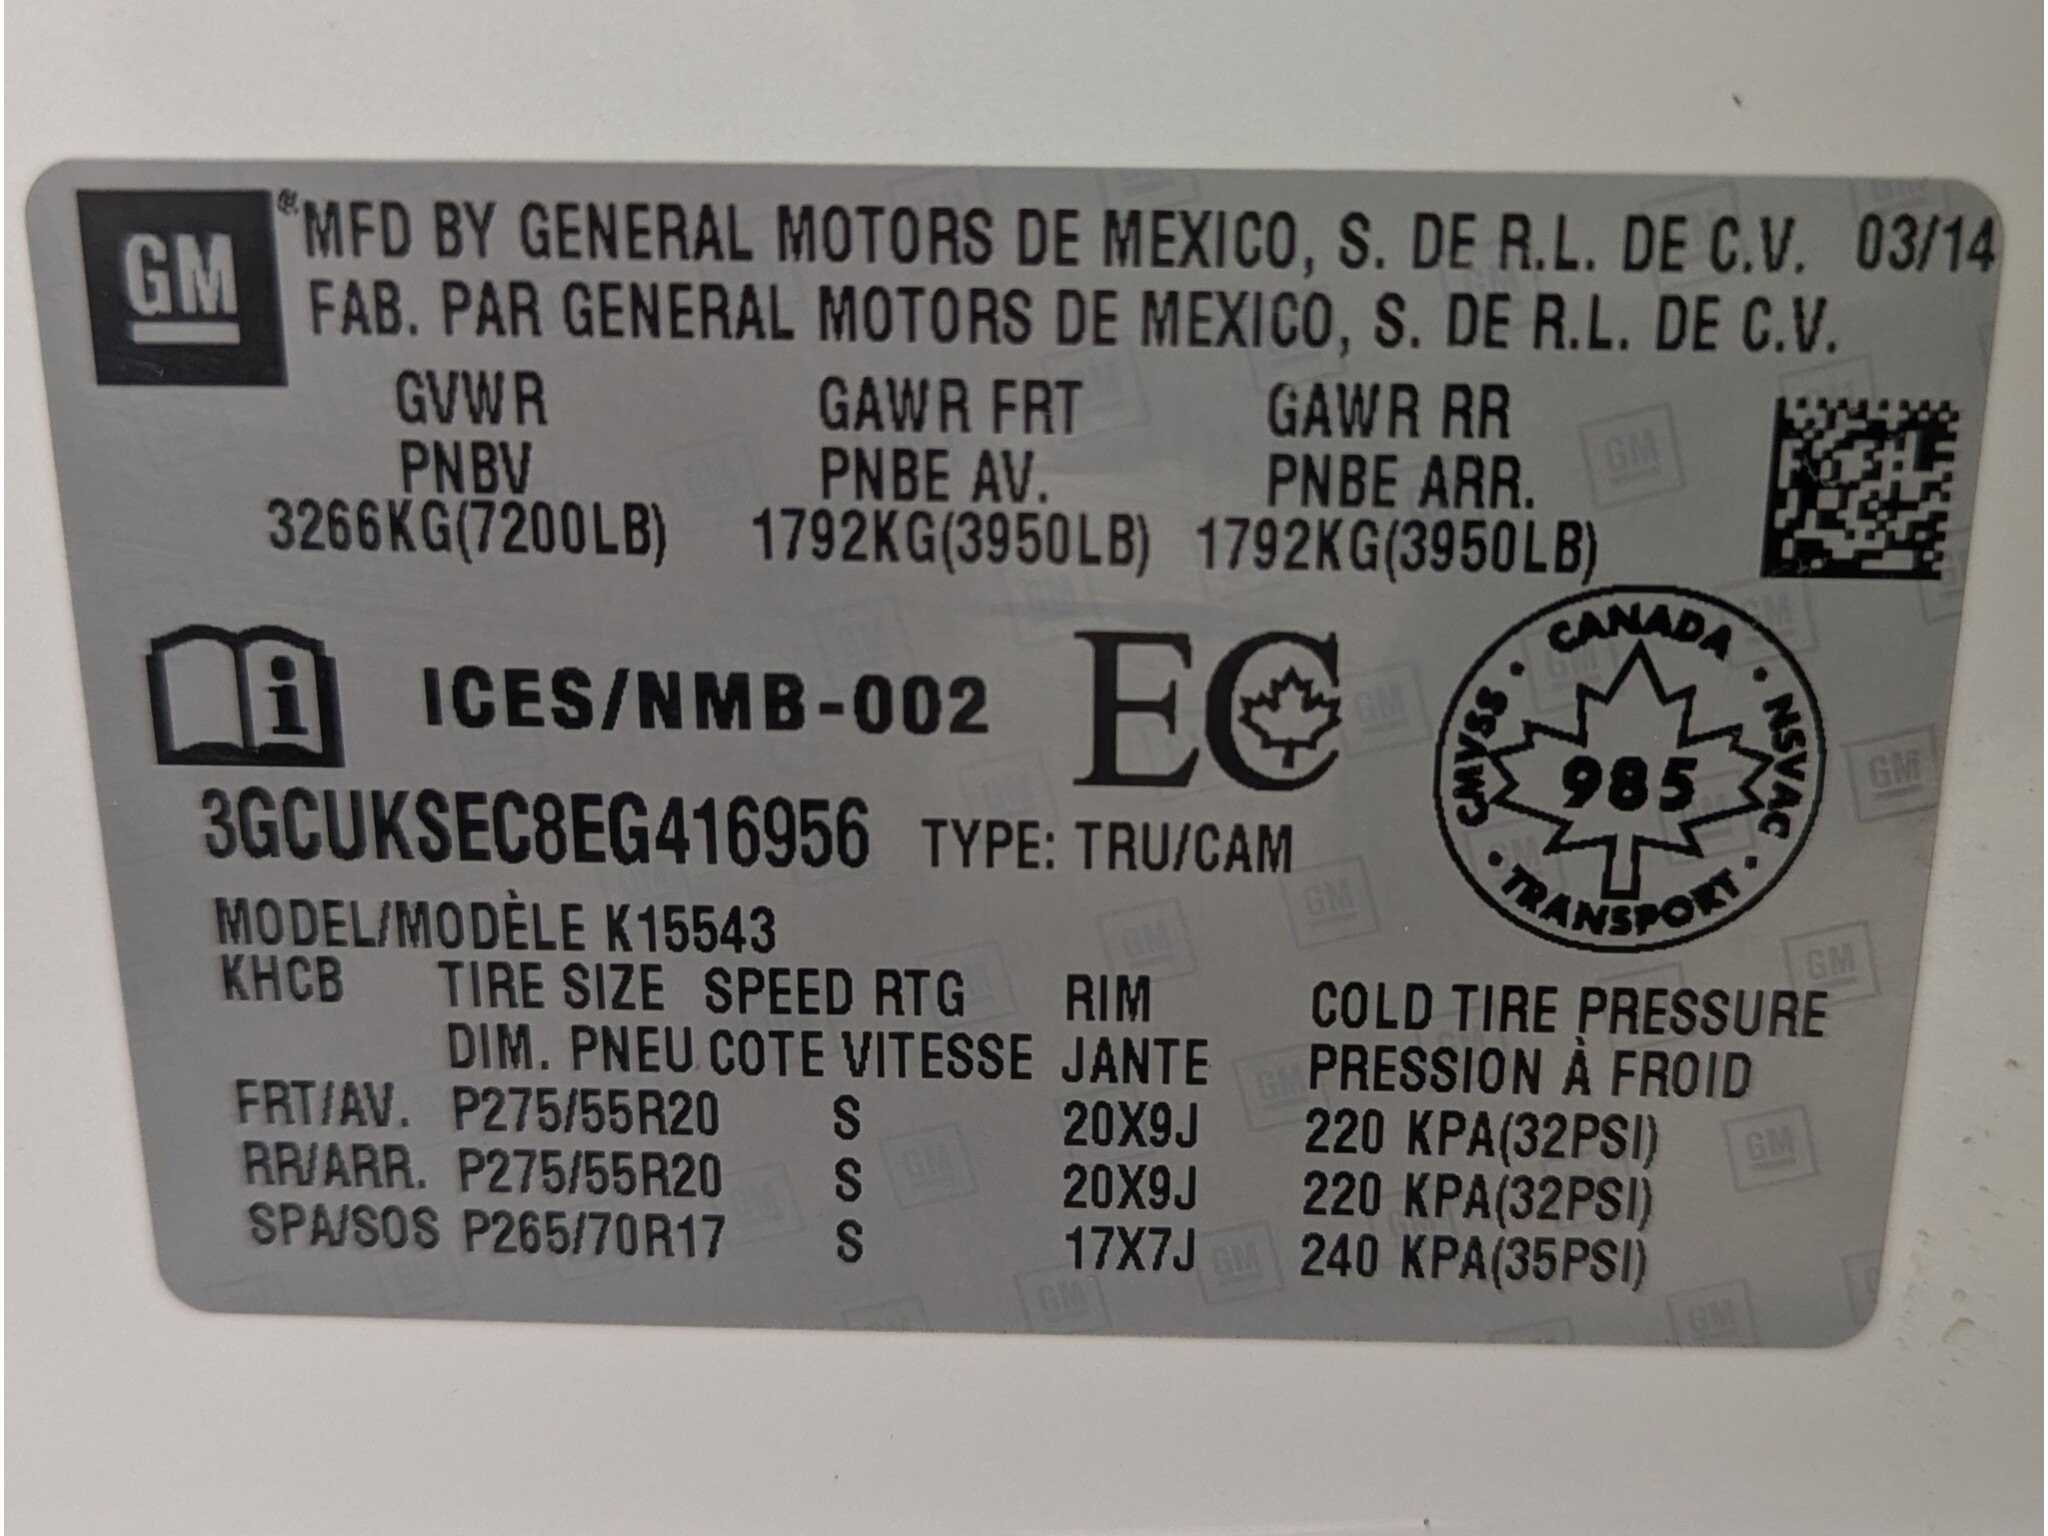 GM
® MFD BY GENERAL MOTORS DE MEXICO, S. DE R.L. DE C.V. 03/14
FAB. PAR GENERAL MOTORS DE MEXICO, S. DE R.L. DE C.V.
GVWR GAWR FRT GAWR RR
PNBV PNBE AV. PNBE ARR.
3266KG(7200LB) 1792KG(3950LB) 1792KG(3950LB)
i ICES/NMB-002 EC
CANADA · NSVAC · TRANSPORT · CMVSS ·
985
3GCUKSEC8EG416956 TYPE: TRU/CAM
MODEL/MODÈLE K15543
KHCB TIRE SIZE SPEED RTG RIM COLD TIRE PRESSURE
DIM. PNEU COTE VITESSE JANTE PRESSION À FROID
FRT/AV. P275/55R20 S 20X9J 220 KPA(32PSI)
RR/ARR. P275/55R20 S 20X9J 220 KPA(32PSI)
SPA/SOS P265/70R17 S 17X7J 240 KPA(35PSI)